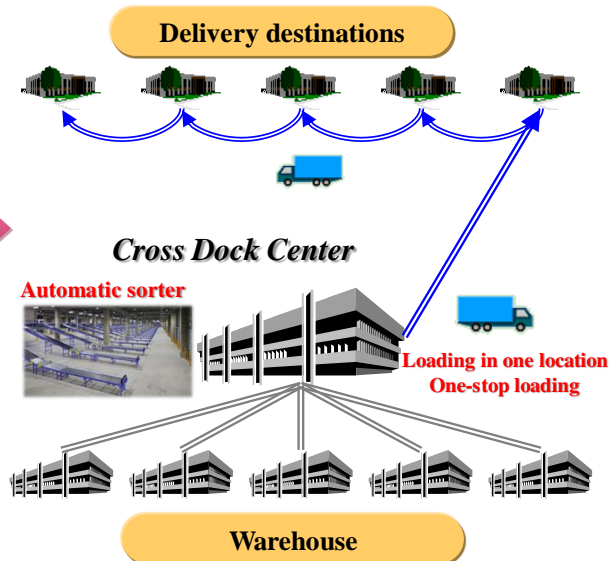 Delivery destinations
Cross Dock Center
Automatic sorter
Loading in one location
One-stop loading
Warehouse